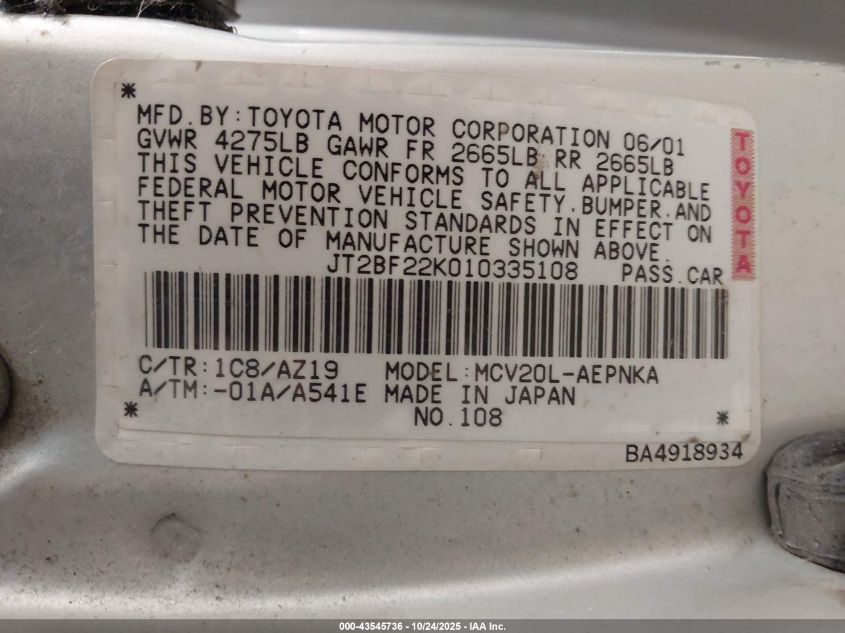 *
MFD.BY:TOYOTA MOTOR CORPORATION 06/01
GVWR 4275LB GAWR FR 2665LB RR 2665LB
THIS VEHICLE CONFORMS TO ALL APPLICABLE
FEDERAL MOTOR VEHICLE SAFETY.BUMPER.AND
THEFT PREVENTION STANDARDS IN EFFECT ON
THE DATE OF MANUFACTURE SHOWN ABOVE.
JT2BF22K010335108 PASS.CAR
TOYOTA
C/TR:1C8/AZ19 MODEL:MCV20L-AEPNKA
A/TM:-01A/A541E MADE IN JAPAN
* NO.108 *
BA4918934
000-43545736 - 10/24/2025 - IAA Inc.